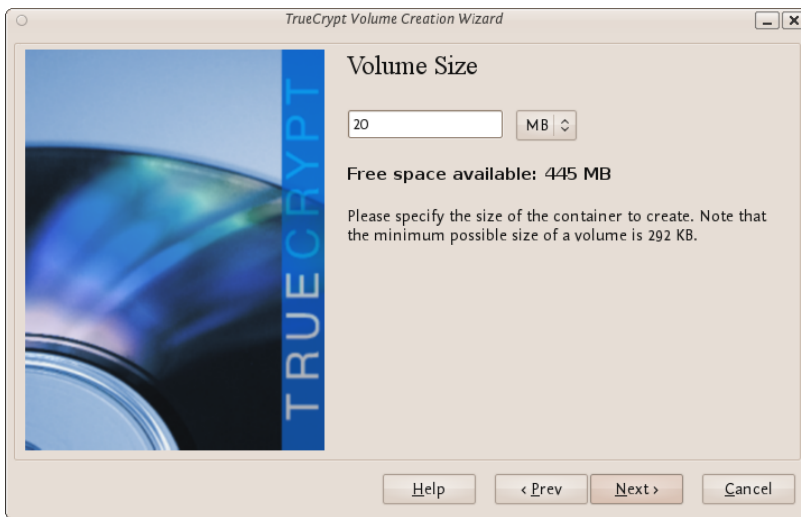 TrueCrypt Volume Creation Wizard
TRUECRYPT
Volume Size
20
MB
Free space available: 445 MB
Please specify the size of the container to create. Note that
the minimum possible size of a volume is 292 KB.
Help
< Prev
Next >
Cancel